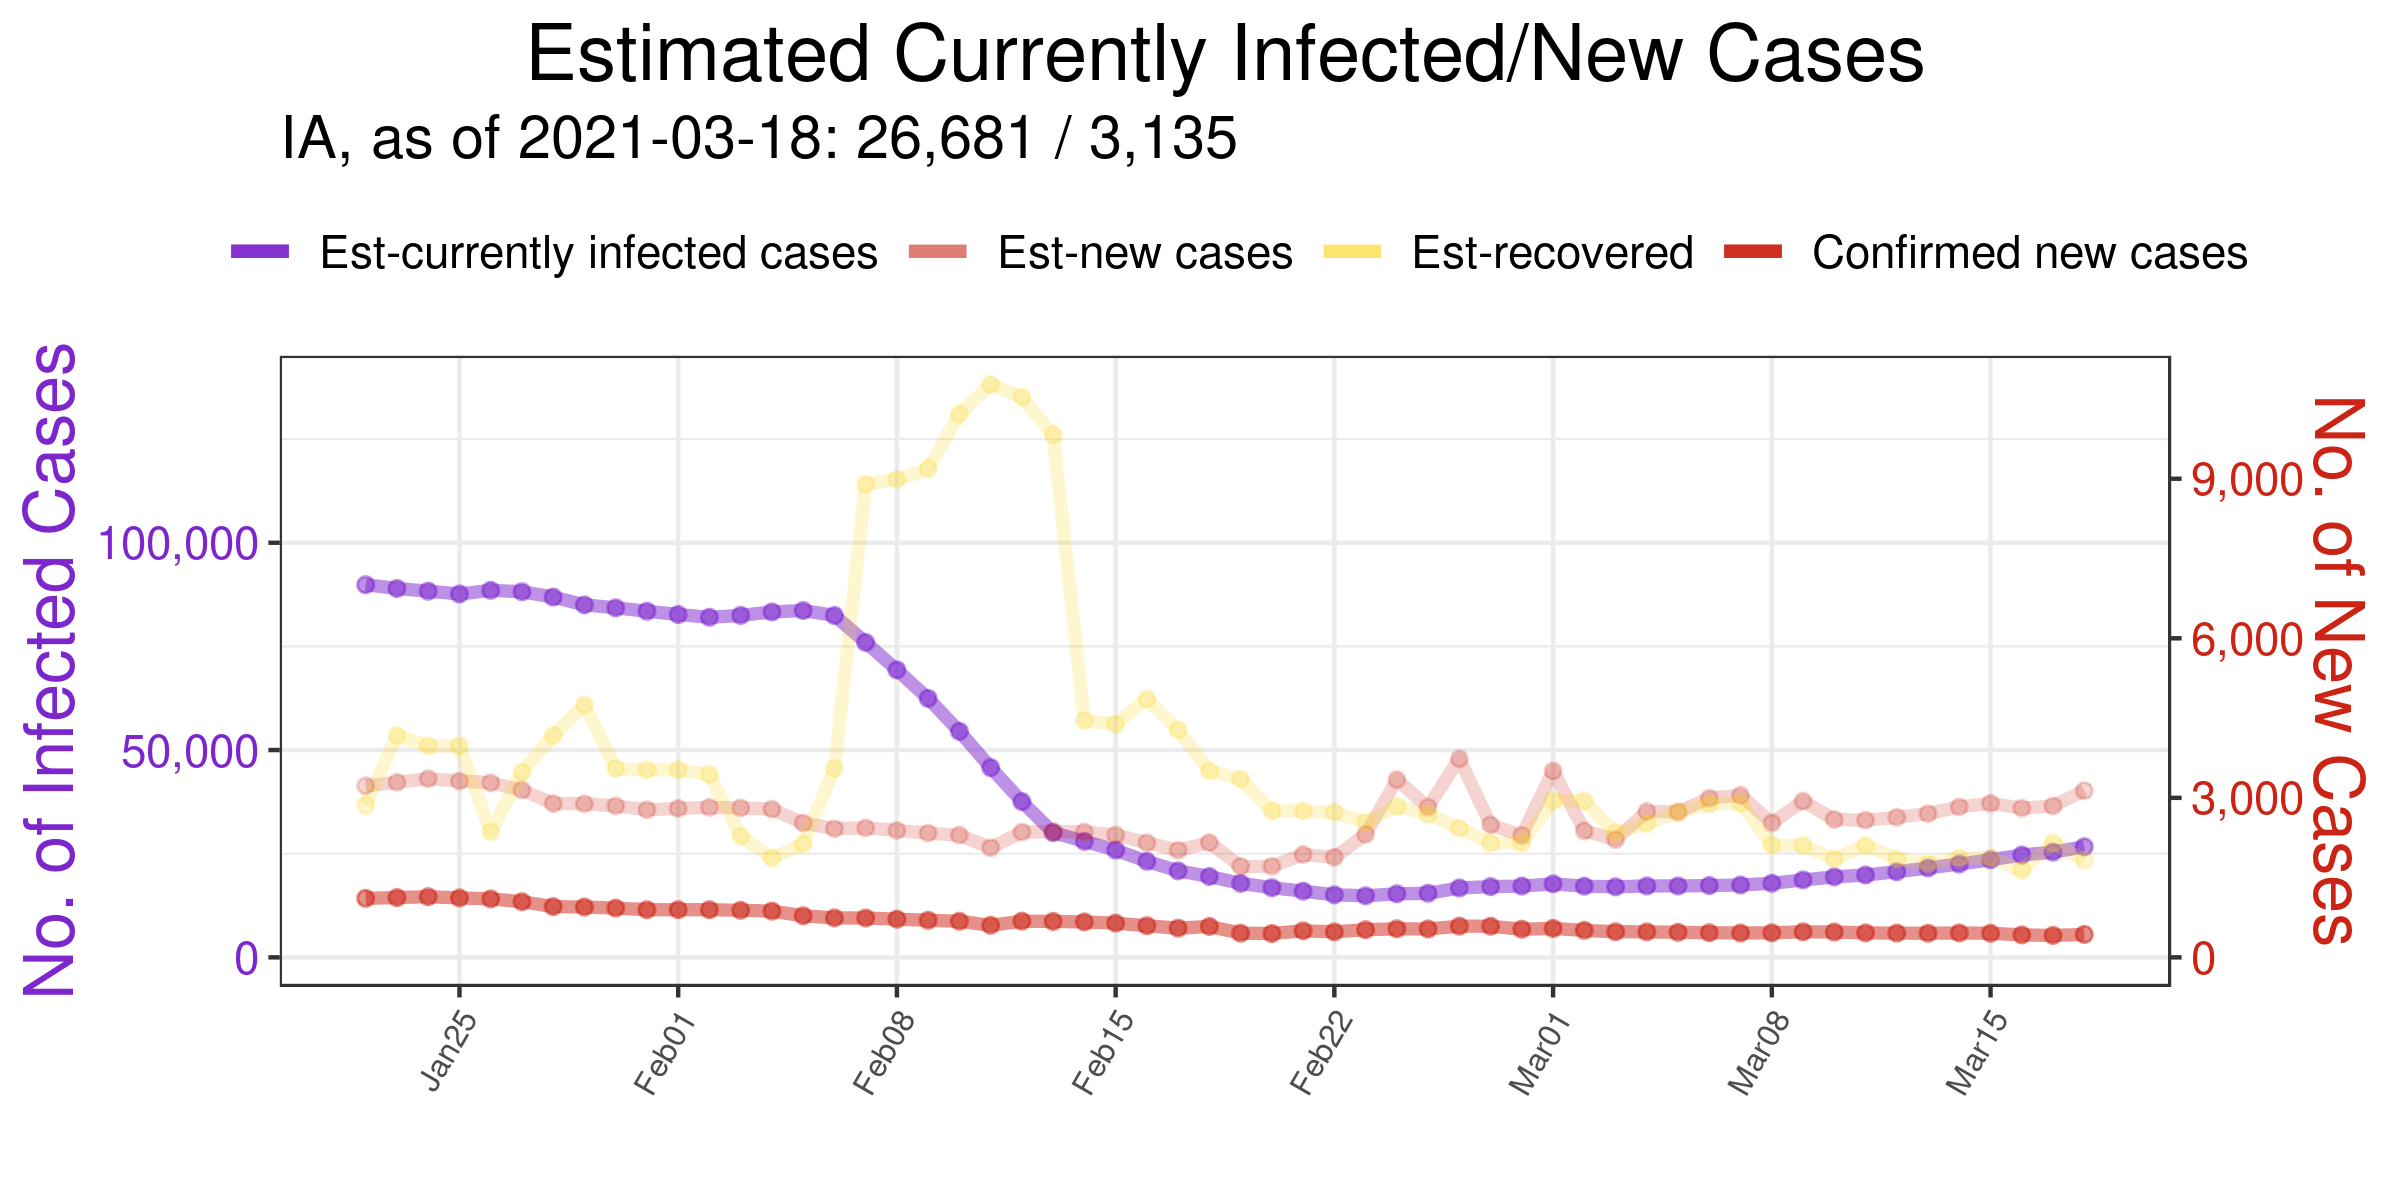 Estimated Currently Infected/New Cases
IA, as of 2021-03-18: 26,681 / 3,135
Est-currently infected cases Est-new cases Est-recovered Confirmed new cases
No. of Infected Cases
100,000
50,000
0
9,000
6,000
3,000
0
No. of New Cases
Jan25 Feb01 Feb08 Feb15 Feb22 Mar01 Mar08 Mar15